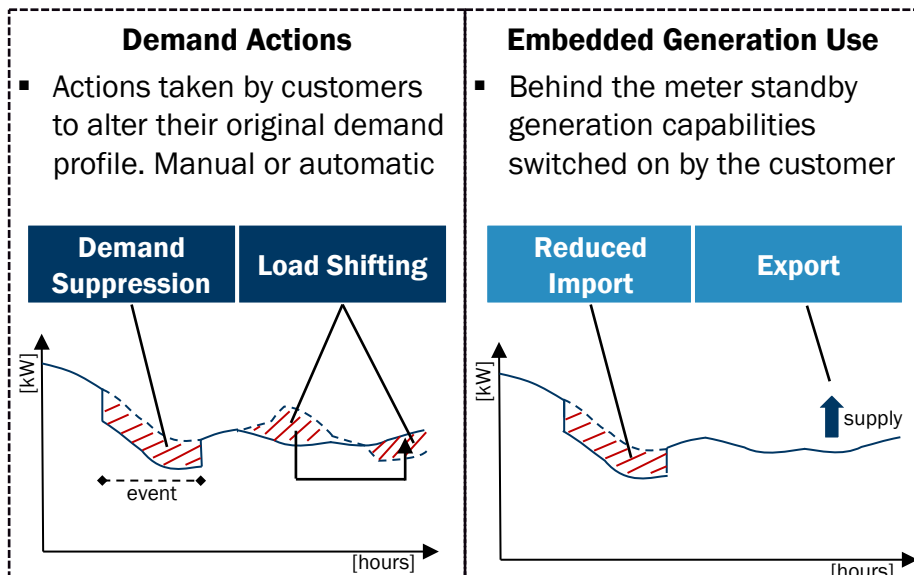 Demand Actions
▪ Actions taken by customers
to alter their original demand
profile. Manual or automatic
Demand
Suppression
Load Shifting
[kW]
event
[hours]
Embedded Generation Use
▪ Behind the meter standby
generation capabilities
switched on by the customer
Reduced
Import
Export
[kW]
supply
[hours]